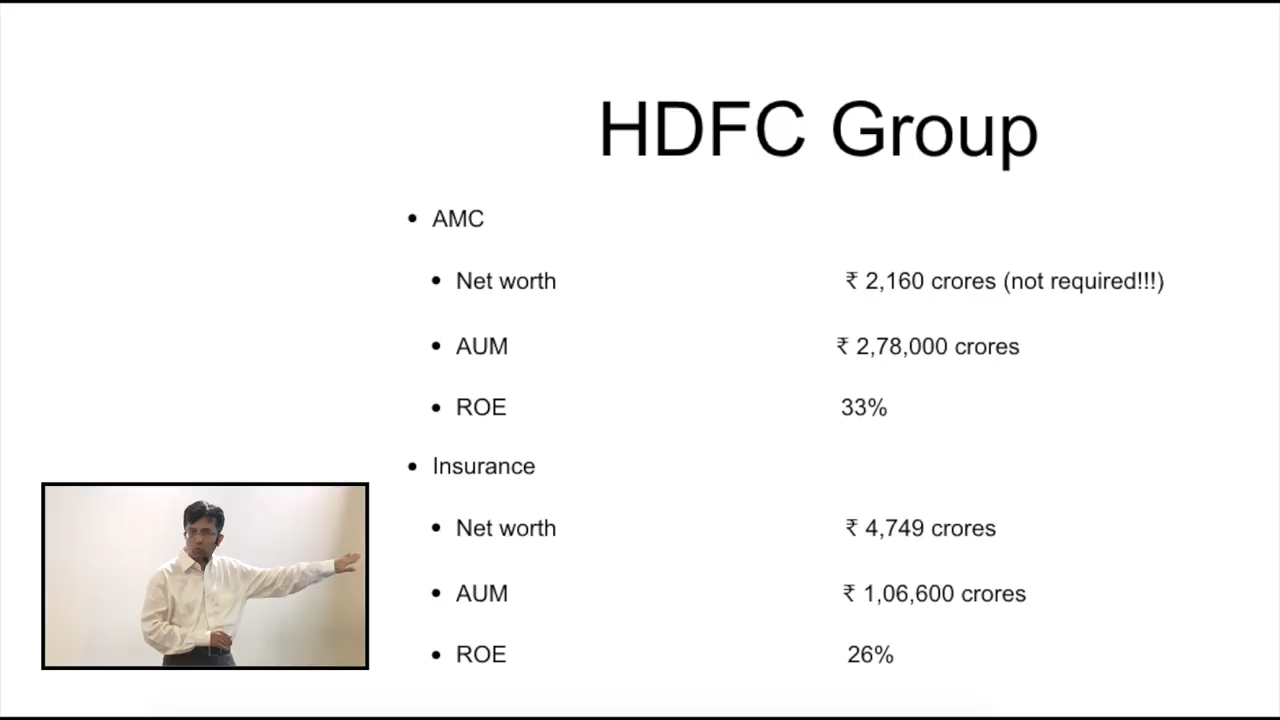 HDFC Group
• AMC
• Net worth ₹ 2,160 crores (not required!!!)
• AUM ₹ 2,78,000 crores
• ROE 33%
• Insurance
• Net worth ₹ 4,749 crores
• AUM ₹ 1,06,600 crores
• ROE 26%